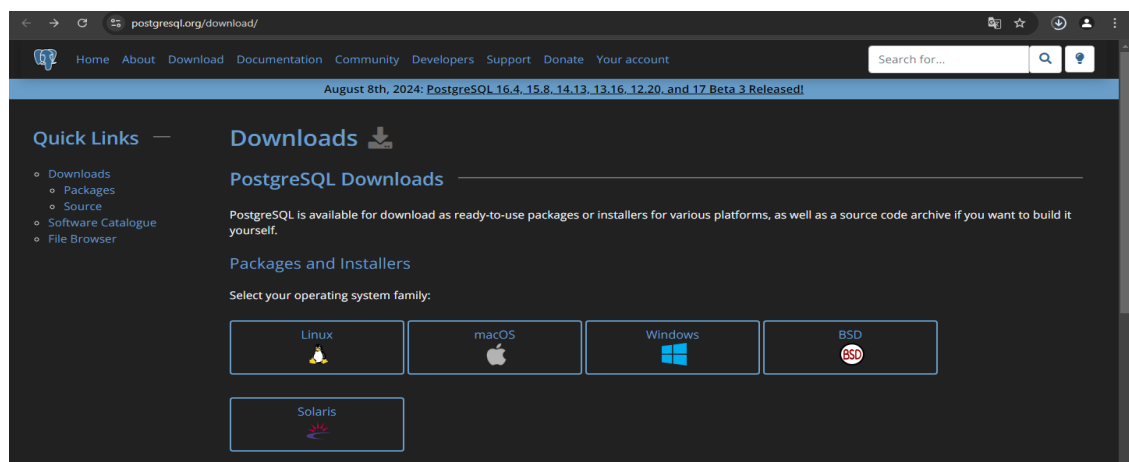 postgresql.org/download/
Home About Download Documentation Community Developers Support Donate Your account
Search for...
August 8th, 2024: PostgreSQL 16.4, 15.8, 14.13, 13.16, 12.20, and 17 Beta 3 Released!
Quick Links
Downloads
Packages
Source
Software Catalogue
File Browser
Downloads
PostgreSQL Downloads
PostgreSQL is available for download as ready-to-use packages or installers for various platforms, as well as a source code archive if you want to build it
yourself.
Packages and Installers
Select your operating system family:
Linux
macOS
Windows
BSD
BSD
Solaris